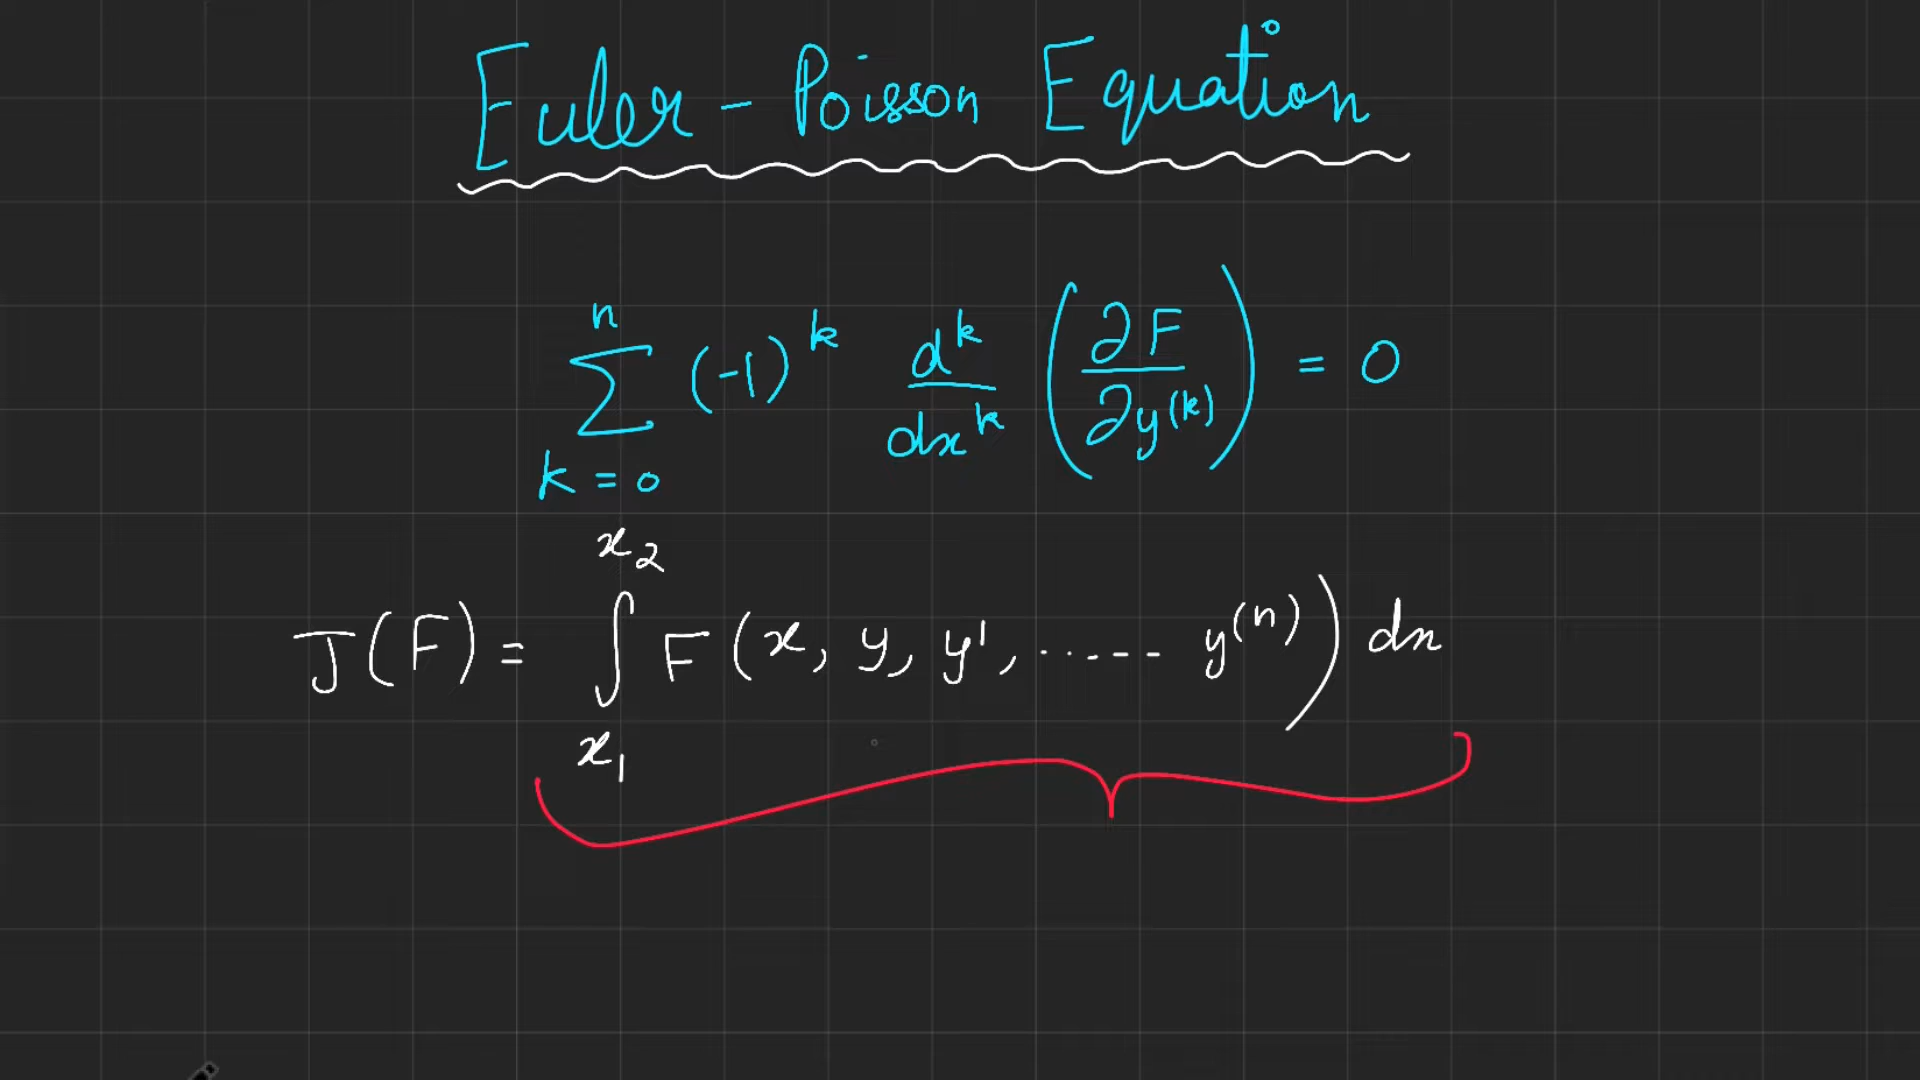 Euler - Poisson Equation
n
∑ (-1)^k d^k/dx^k (∂F/∂y^(k)) = 0
k = 0
x₂
J(F) = ∫ F(x, y, y', ..... y^(n)) dx
x₁